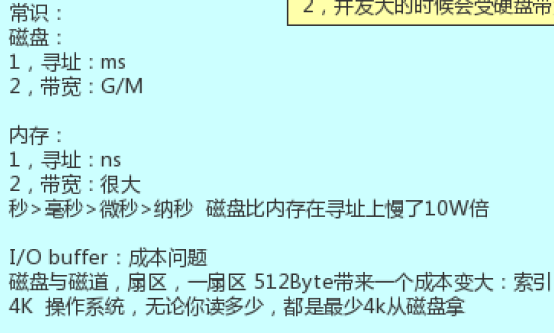 常识：
2，并发大的时候会受硬盘带
磁盘：
1，寻址：ms
2，带宽：G/M
内存：
1，寻址：ns
2，带宽：很大
秒>毫秒>微秒>纳秒 磁盘比内存在寻址上慢了10W倍
I/O buffer：成本问题
磁盘与磁道，扇区，一扇区 512Byte带来一个成本变大：索引
4K 操作系统，无论你读多少，都是最少4k从磁盘拿